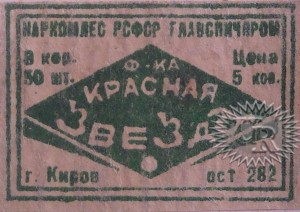 НАРКОМЛЕС РСФСР ГЛАВСПИЧПРОМ
В кор. Цена
50 шт. 5 коп.
Ф-КА
КРАСНАЯ
ЗВЕЗДА
г. Киров ост 282